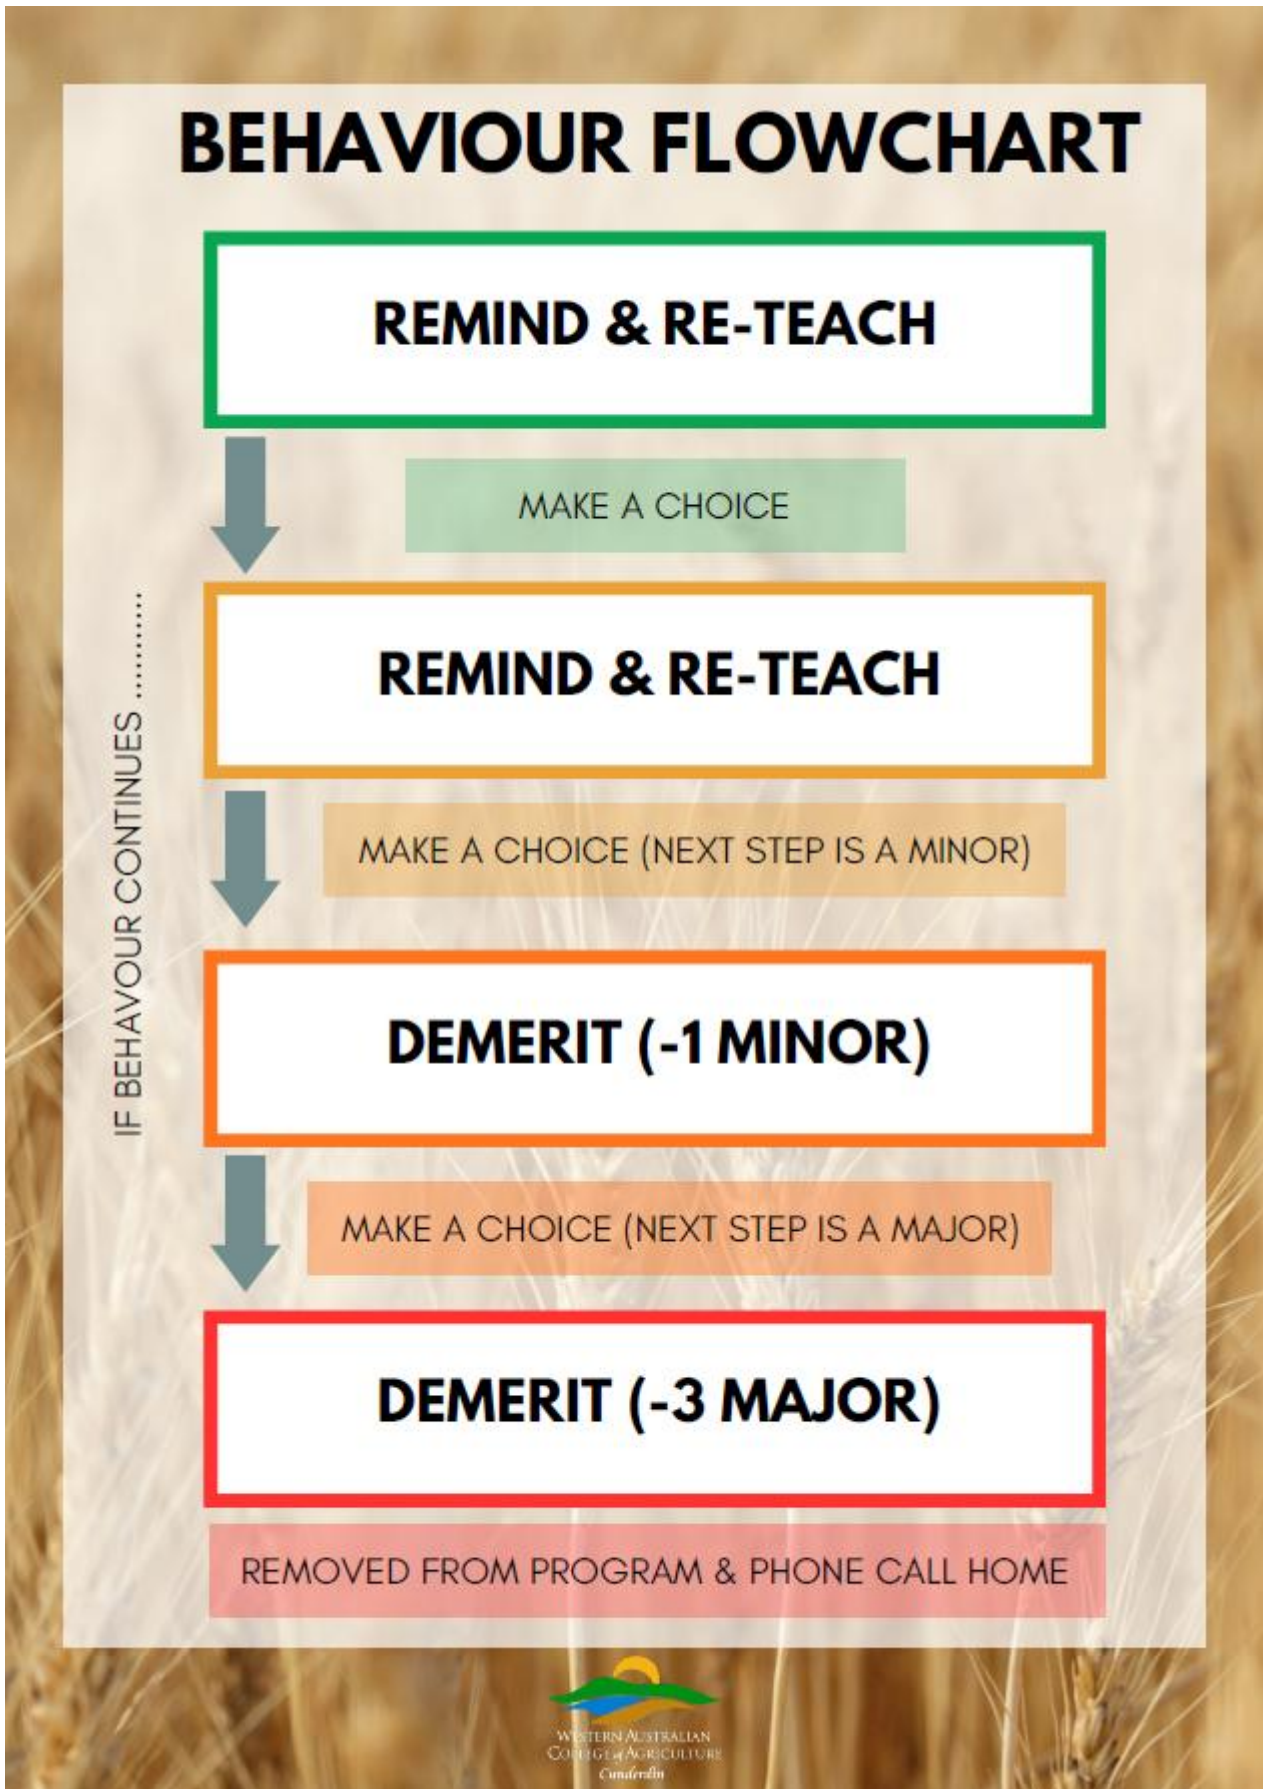 BEHAVIOUR FLOWCHART
REMIND & RE-TEACH
MAKE A CHOICE
REMIND & RE-TEACH
MAKE A CHOICE (NEXT STEP IS A MINOR)
IF BEHAVOUR CONTINUES ...........
DEMERIT (-1 MINOR)
MAKE A CHOICE (NEXT STEP IS A MAJOR)
DEMERIT (-3 MAJOR)
REMOVED FROM PROGRAM & PHONE CALL HOME
WESTERN AUSTRALIAN
COLLEGE of AGRICULTURE
Cunderdin